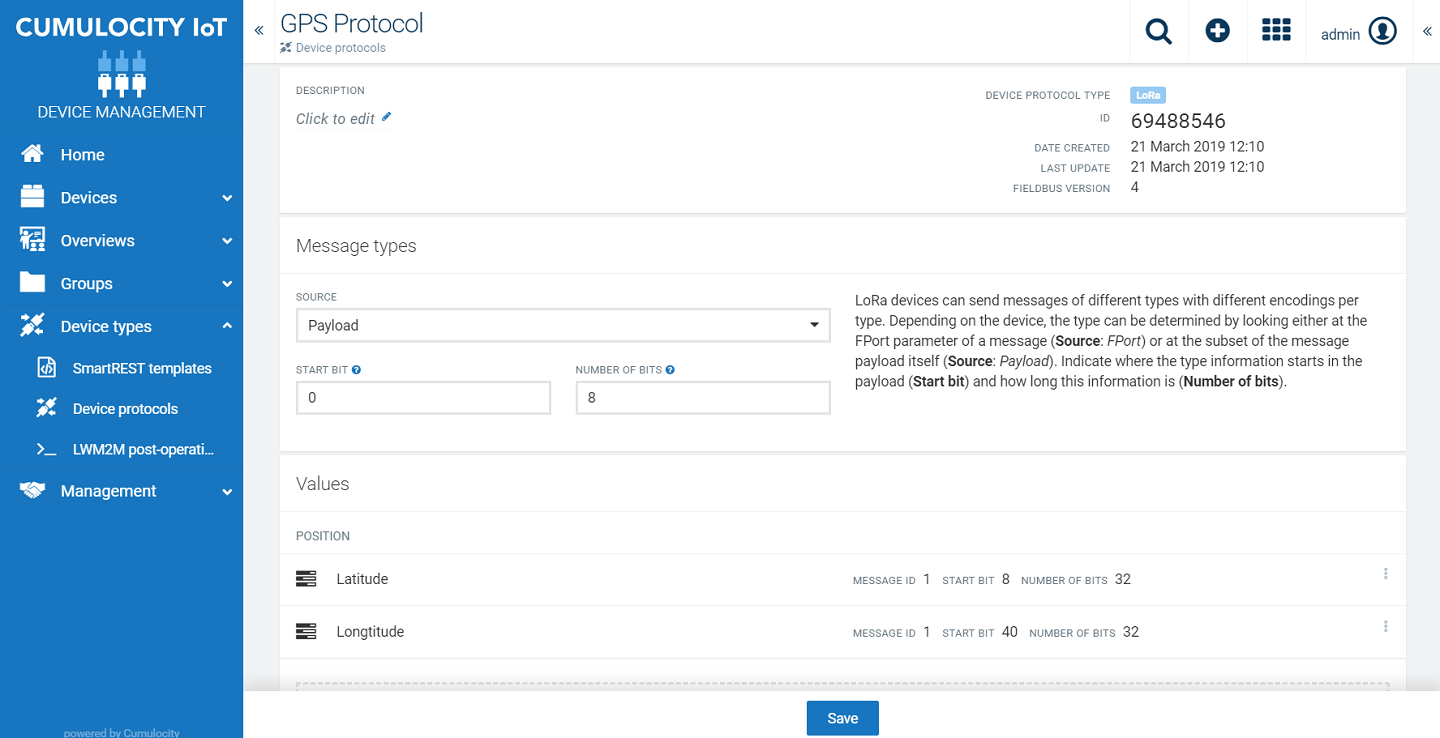 CUMULOCITY IoT
DEVICE MANAGEMENT
Home
Devices
Overviews
Groups
Device types
SmartREST templates
Device protocols
LWM2M post-operati...
Management
powered by Cumulocity
GPS Protocol
Device protocols
admin
DESCRIPTION
Click to edit
DEVICE PROTOCOL TYPE LoRa
ID 69488546
DATE CREATED 21 March 2019 12:10
LAST UPDATE 21 March 2019 12:10
FIELDBUS VERSION 4
Message types
SOURCE
Payload
START BIT NUMBER OF BITS
0 8
LoRa devices can send messages of different types with different encodings per
type. Depending on the device, the type can be determined by looking either at the
FPort parameter of a message (Source: FPort) or at the subset of the message
payload itself (Source: Payload). Indicate where the type information starts in the
payload (Start bit) and how long this information is (Number of bits).
Values
POSITION
Latitude MESSAGE ID 1 START BIT 8 NUMBER OF BITS 32
Longtitude MESSAGE ID 1 START BIT 40 NUMBER OF BITS 32
Save